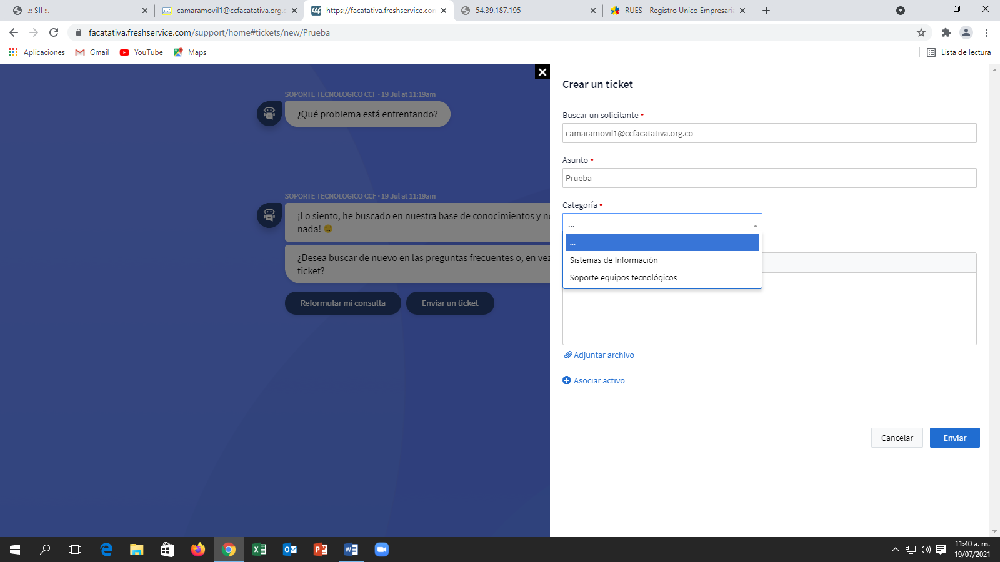 .:: SII ::.
camaramovil1@ccfacatativa.org.c
https://facatativa.freshservice.com
54.39.187.195
RUES - Registro Unico Empresari
facatativa.freshservice.com/support/home#tickets/new/Prueba
Aplicaciones
Gmail
YouTube
Maps
Lista de lectura
SOPORTE TECNOLOGICO CCF · 19 Jul at 11:19am
¿Qué problema está enfrentando?
SOPORTE TECNOLOGICO CCF · 19 Jul at 11:19am
¡Lo siento, he buscado en nuestra base de conocimientos y no
nada!
¿Desea buscar de nuevo en las preguntas frecuentes o, en vez
ticket?
Reformular mi consulta
Enviar un ticket
Crear un ticket
Buscar un solicitante *
camaramovil1@ccfacatativa.org.co
Asunto *
Prueba
Categoría *
...
...
Sistemas de Información
Soporte equipos tecnológicos
Adjuntar archivo
Asociar activo
Cancelar
Enviar
11:40 a. m.
19/07/2021